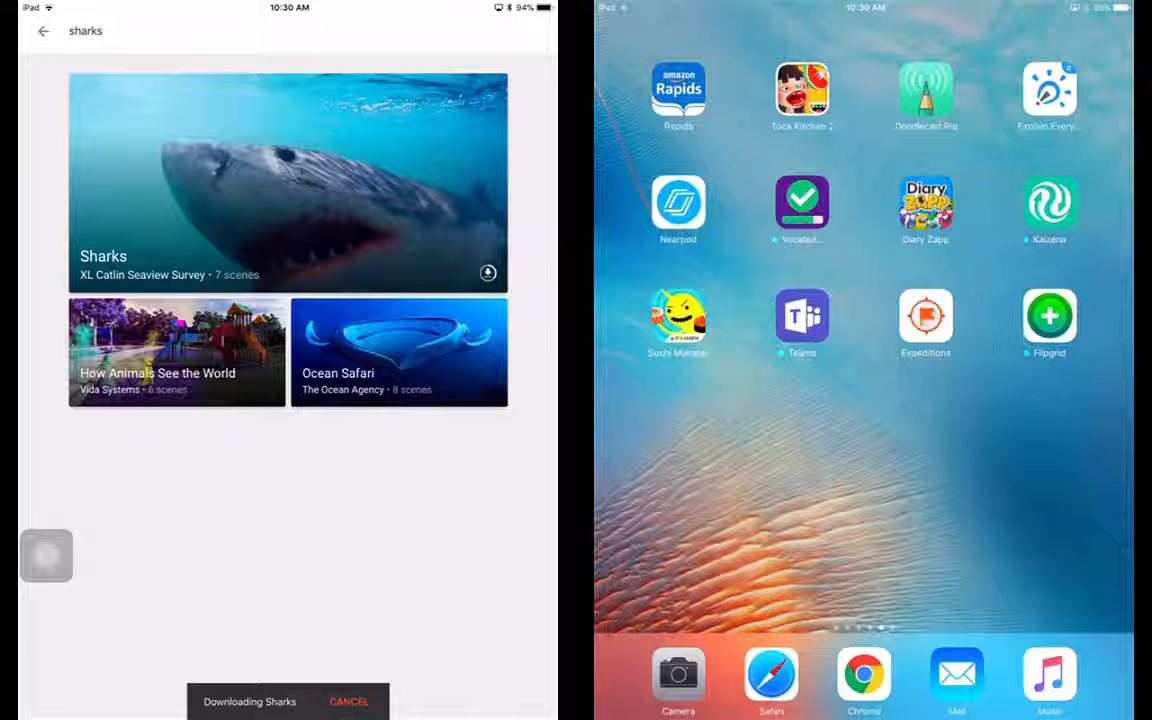 iPad
10:30 AM
94%
sharks
Sharks
XL Catlin Seaview Survey • 7 scenes
How Animals See the World
Vida Systems • 6 scenes
Ocean Safari
The Ocean Agency • 8 scenes
Downloading Sharks
CANCEL
iPad
10:30 AM
95%
amazon
Rapids
Rapids
Toca Kitchen 2
Doodlecast Pro
Explain Every...
Nearpod
Vocabul...
Diary
ZAPP
Diary Zapp
Kaizena
Sushi Monster
T
Teams
Expeditions
Flipgrid
Camera
Safari
Chrome
Mail
Music